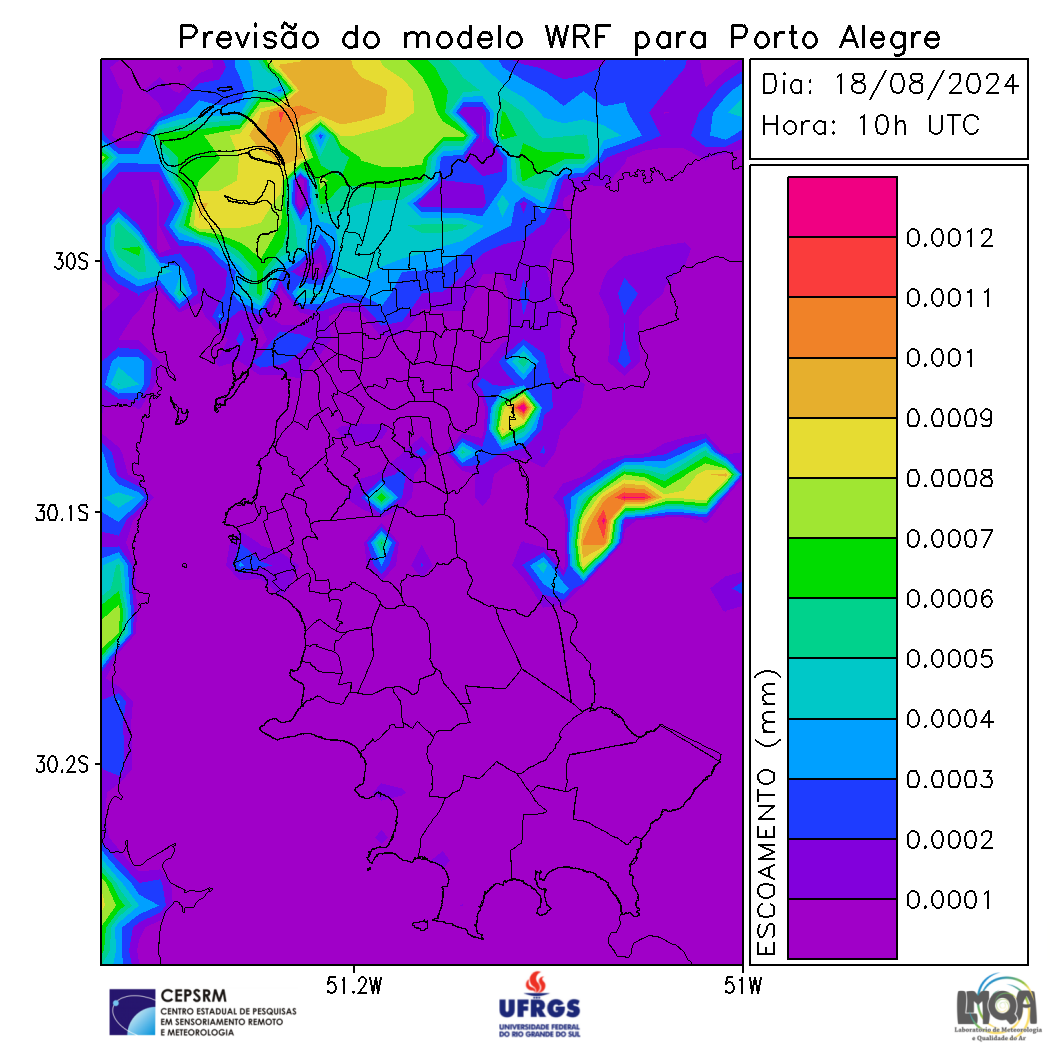 Previsão do modelo WRF para Porto Alegre
Dia: 18/08/2024
Hora: 10h UTC
0.0012
0.0011
0.001
0.0009
0.0008
0.0007
0.0006
0.0005
0.0004
0.0003
0.0002
0.0001
ESCOAMENTO (mm)
30S
30.1S
30.2S
51.2W
51W
CEPSRM
CENTRO ESTADUAL DE PESQUISAS
EM SENSORIAMENTO REMOTO
E METEOROLOGIA
UFRGS
UNIVERSIDADE FEDERAL
DO RIO GRANDE DO SUL
LMQA
Laboratório de Meteorologia
e Qualidade do Ar